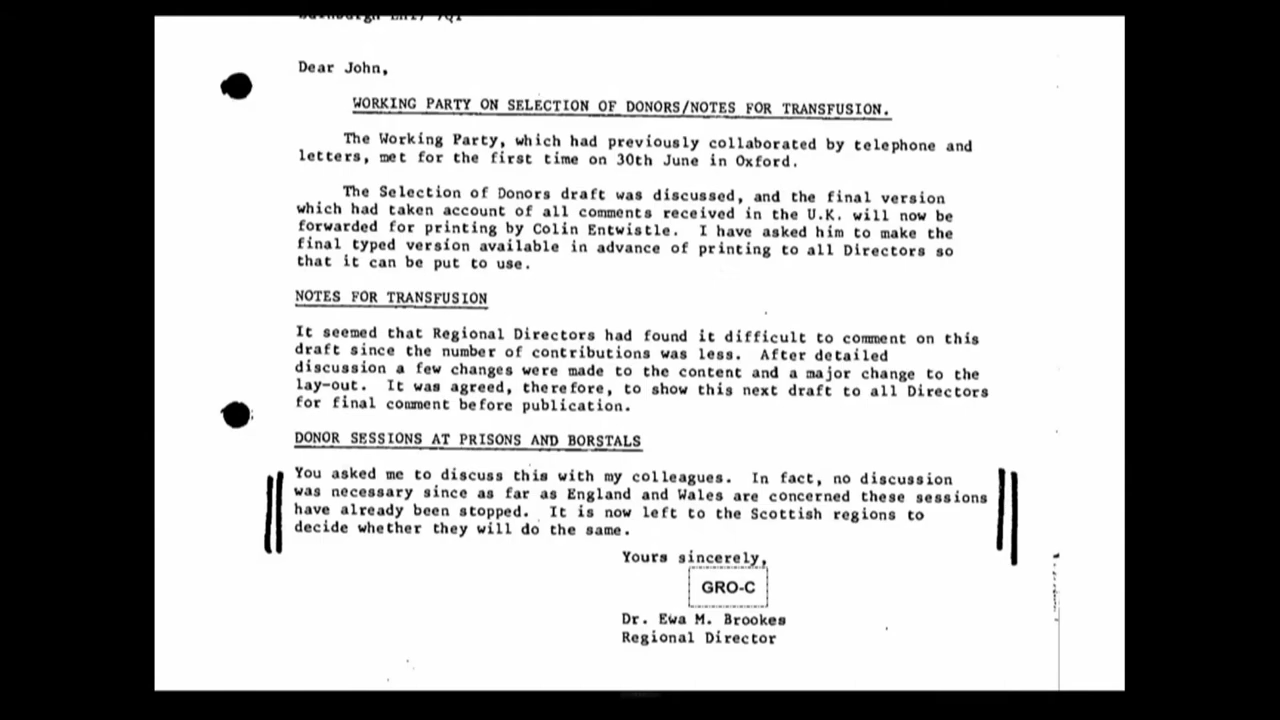 Dear John,
WORKING PARTY ON SELECTION OF DONORS/NOTES FOR TRANSFUSION.
The Working Party, which had previously collaborated by telephone and
letters, met for the first time on 30th June in Oxford.
The Selection of Donors draft was discussed, and the final version
which had taken account of all comments received in the U.K. will now be
forwarded for printing by Colin Entwistle. I have asked him to make the
final typed version available in advance of printing to all Directors so
that it can be put to use.
NOTES FOR TRANSFUSION
It seemed that Regional Directors had found it difficult to comment on this
draft since the number of contributions was less. After detailed
discussion a few changes were made to the content and a major change to the
lay-out. It was agreed, therefore, to show this next draft to all Directors
for final comment before publication.
DONOR SESSIONS AT PRISONS AND BORSTALS
You asked me to discuss this with my colleagues. In fact, no discussion
was necessary since as far as England and Wales are concerned these sessions
have already been stopped. It is now left to the Scottish regions to
decide whether they will do the same.
Yours sincerely,
GRO-C
Dr. Ewa M. Brookes
Regional Director